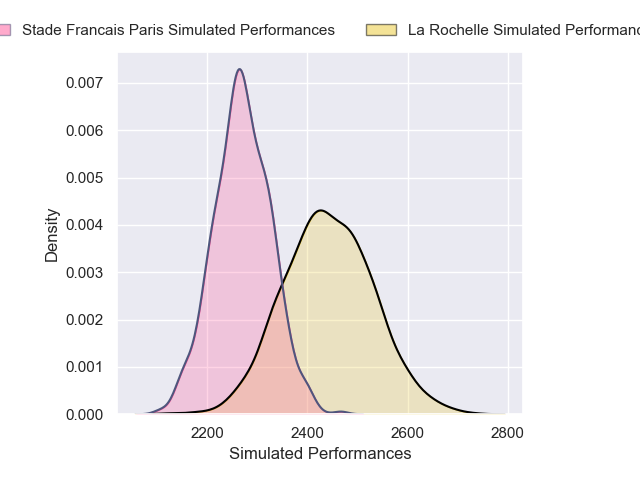 Stade Francais Paris Simulated Performances
La Rochelle Simulated
0.007
0.006
0.005
0.004
0.003
0.002
0.001
0.000
Density
2200 2400 2600 2800
Simulated Performances